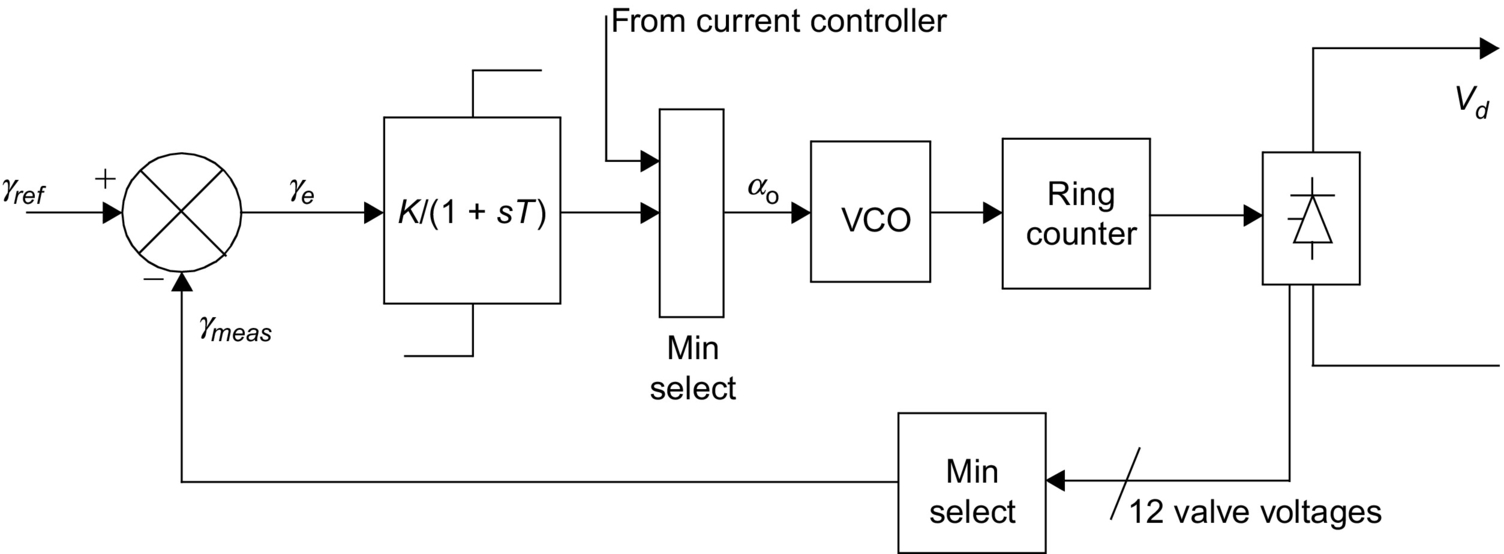 From current controller
V_d
γ_ref
+
γ_e
K/(1 + sT)
α_o
VCO
Ring
counter
−
γ_meas
Min
select
Min
select
12 valve voltages